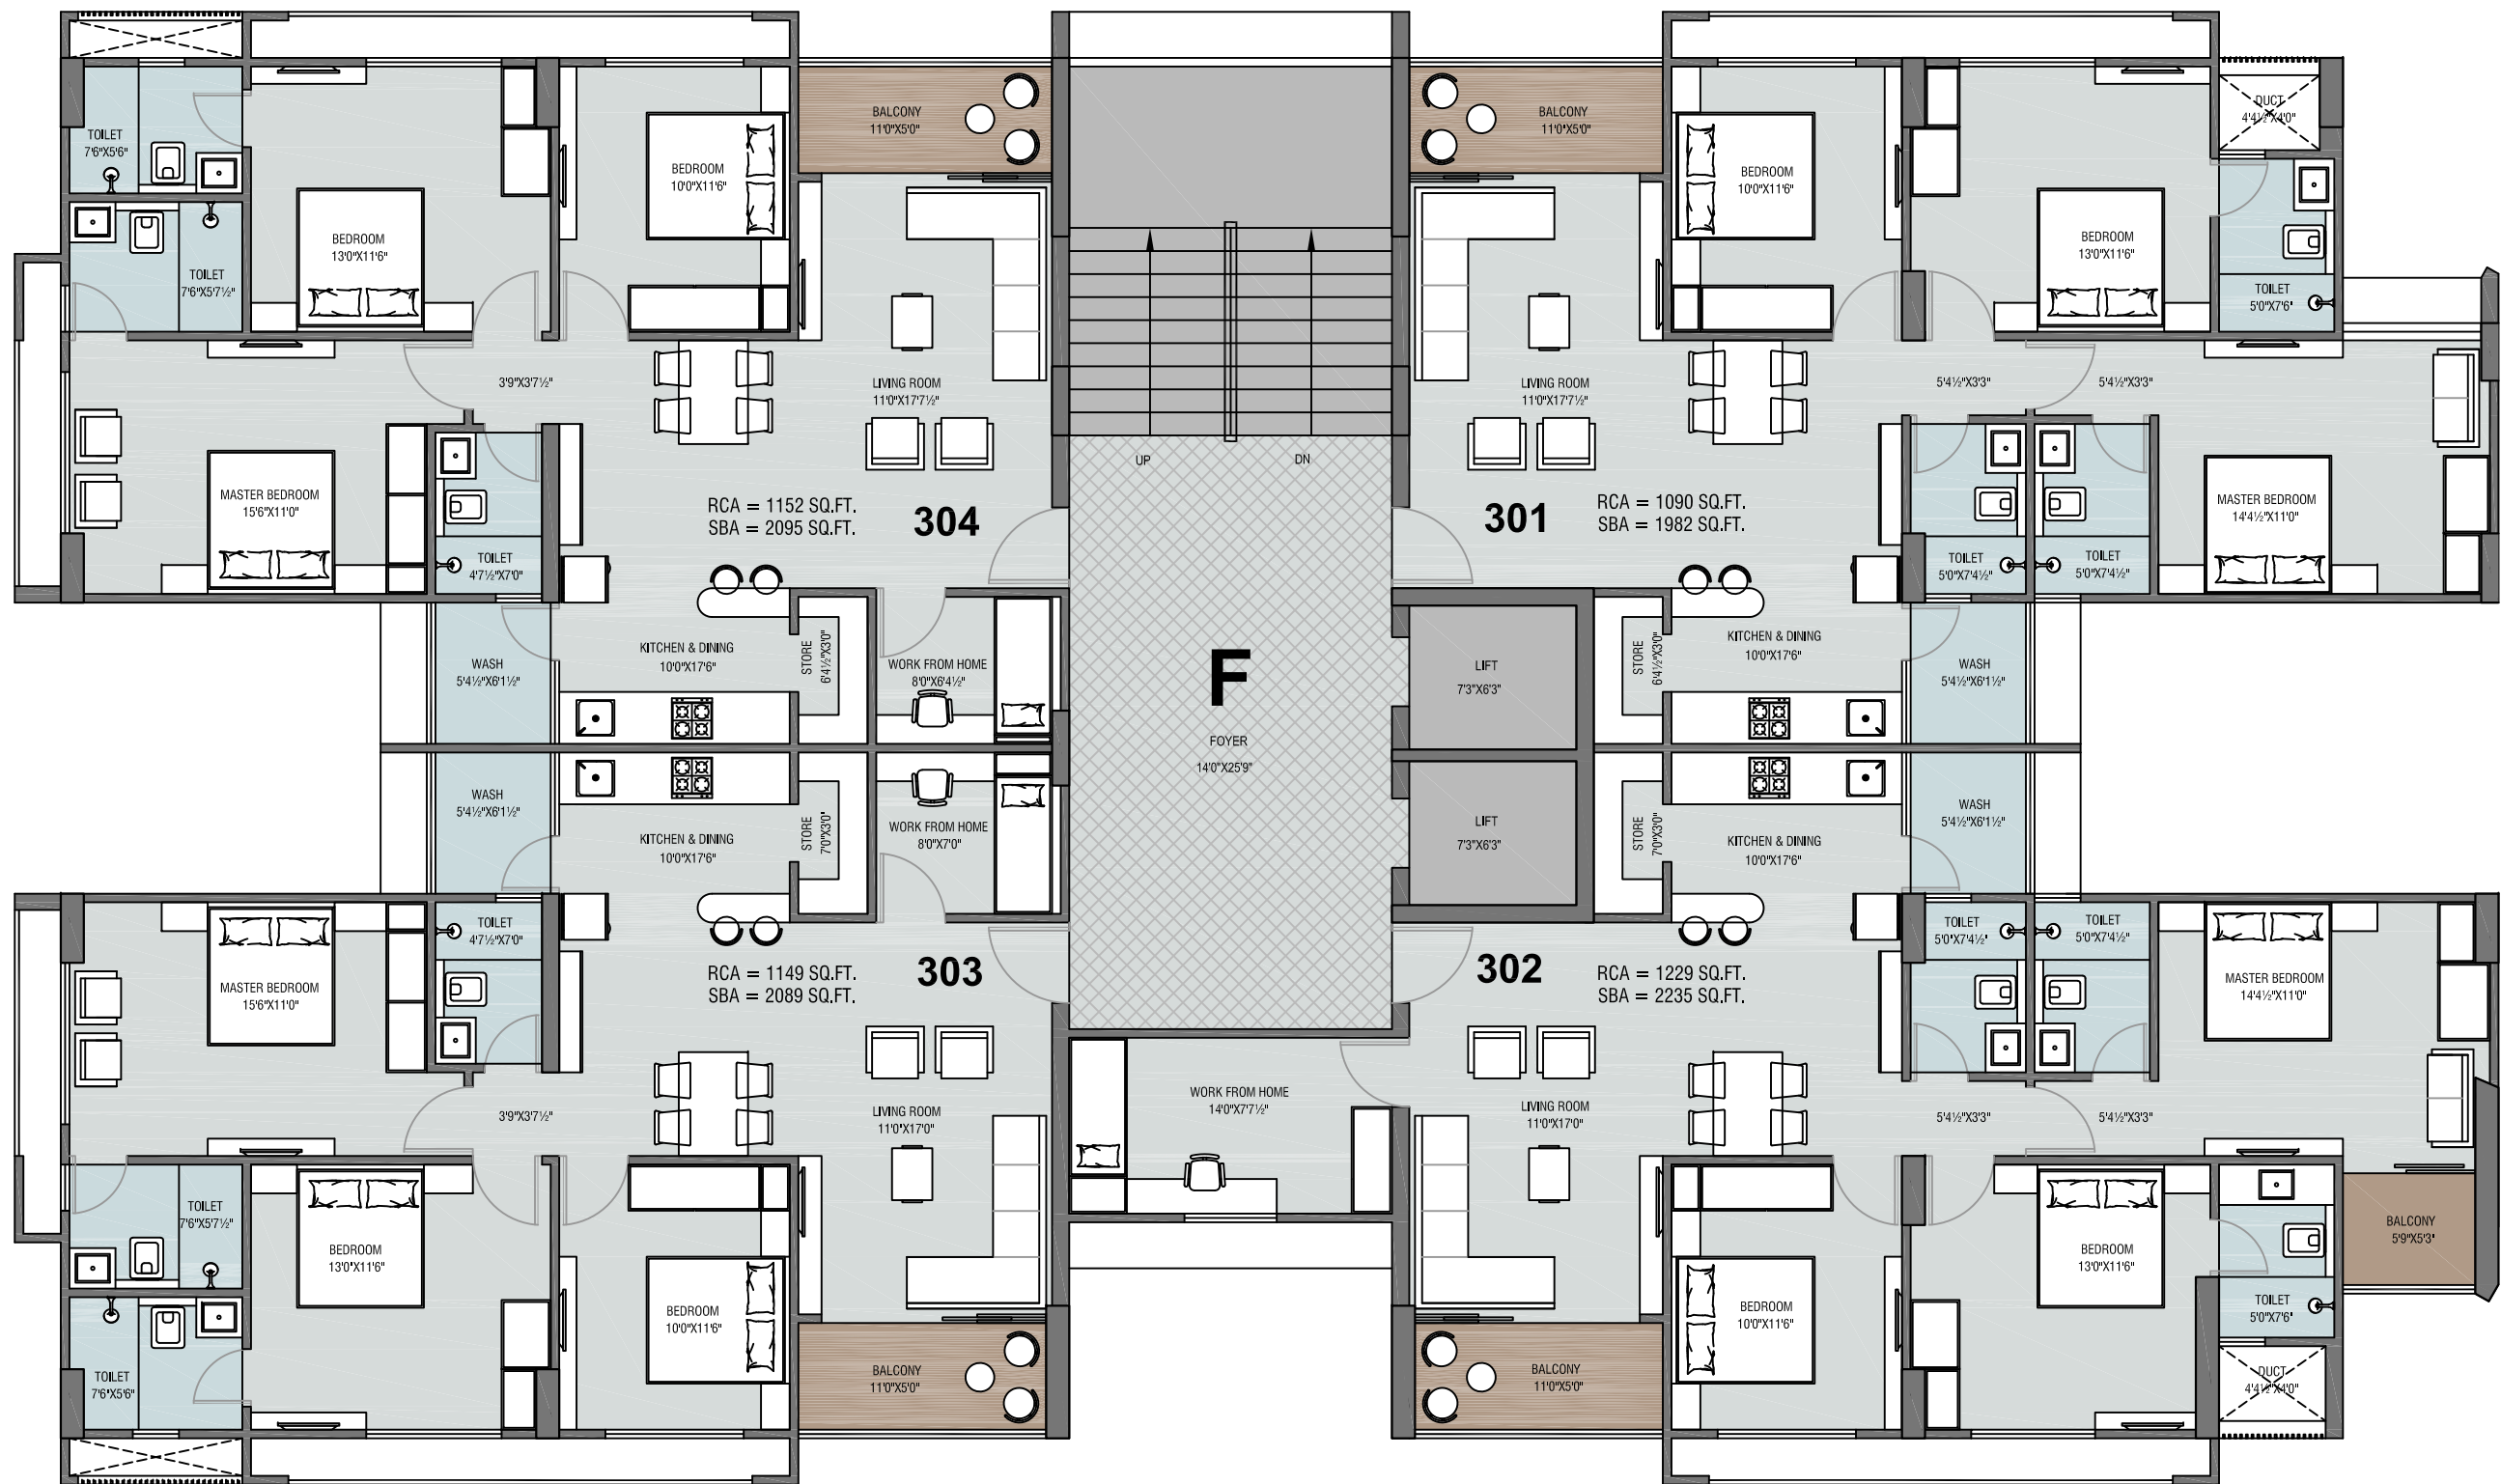 TOILET
7'6"X5'6"
TOILET
7'6"X5'7½"
BEDROOM
13'0"X11'6"
BEDROOM
10'0"X11'6"
BALCONY
11'0"X5'0"
3'9"X3'7½"
LIVING ROOM
11'0"X17'7½"
MASTER BEDROOM
15'6"X11'0"
TOILET
4'7½"X7'0"
RCA = 1152 SQ.FT.
SBA = 2095 SQ.FT.
304
WASH
5'4½"X6'1½"
KITCHEN & DINING
10'0"X17'6"
STORE
6'4½"X3'0"
WORK FROM HOME
8'0"X6'4½"
UP
DN
F
FOYER
14'0"X25'9"
LIFT
7'3"X6'3"
LIFT
7'3"X6'3"
BALCONY
11'0"X5'0"
BEDROOM
10'0"X11'6"
BEDROOM
13'0"X11'6"
DUCT
4'4½"X4'0"
TOILET
5'0"X7'6"
LIVING ROOM
11'0"X17'7½"
5'4½"X3'3"
5'4½"X3'3"
301
RCA = 1090 SQ.FT.
SBA = 1982 SQ.FT.
TOILET
5'0"X7'4½"
TOILET
5'0"X7'4½"
MASTER BEDROOM
14'4½"X11'0"
STORE
6'4½"X3'0"
KITCHEN & DINING
10'0"X17'6"
WASH
5'4½"X6'1½"
WASH
5'4½"X6'1½"
KITCHEN & DINING
10'0"X17'6"
STORE
7'0"X3'0"
WORK FROM HOME
8'0"X7'0"
TOILET
4'7½"X7'0"
MASTER BEDROOM
15'6"X11'0"
RCA = 1149 SQ.FT.
SBA = 2089 SQ.FT.
303
3'9"X3'7½"
LIVING ROOM
11'0"X17'0"
TOILET
7'6"X5'7½"
BEDROOM
13'0"X11'6"
BEDROOM
10'0"X11'6"
TOILET
7'6"X5'6"
BALCONY
11'0"X5'0"
WORK FROM HOME
14'0"X7'7½"
STORE
7'0"X3'0"
KITCHEN & DINING
10'0"X17'6"
WASH
5'4½"X6'1½"
302
RCA = 1229 SQ.FT.
SBA = 2235 SQ.FT.
TOILET
5'0"X7'4½"
TOILET
5'0"X7'4½"
MASTER BEDROOM
14'4½"X11'0"
LIVING ROOM
11'0"X17'0"
5'4½"X3'3"
5'4½"X3'3"
BEDROOM
10'0"X11'6"
BEDROOM
13'0"X11'6"
BALCONY
5'9"X5'3"
TOILET
5'0"X7'6"
DUCT
4'4½"X4'0"
BALCONY
11'0"X5'0"